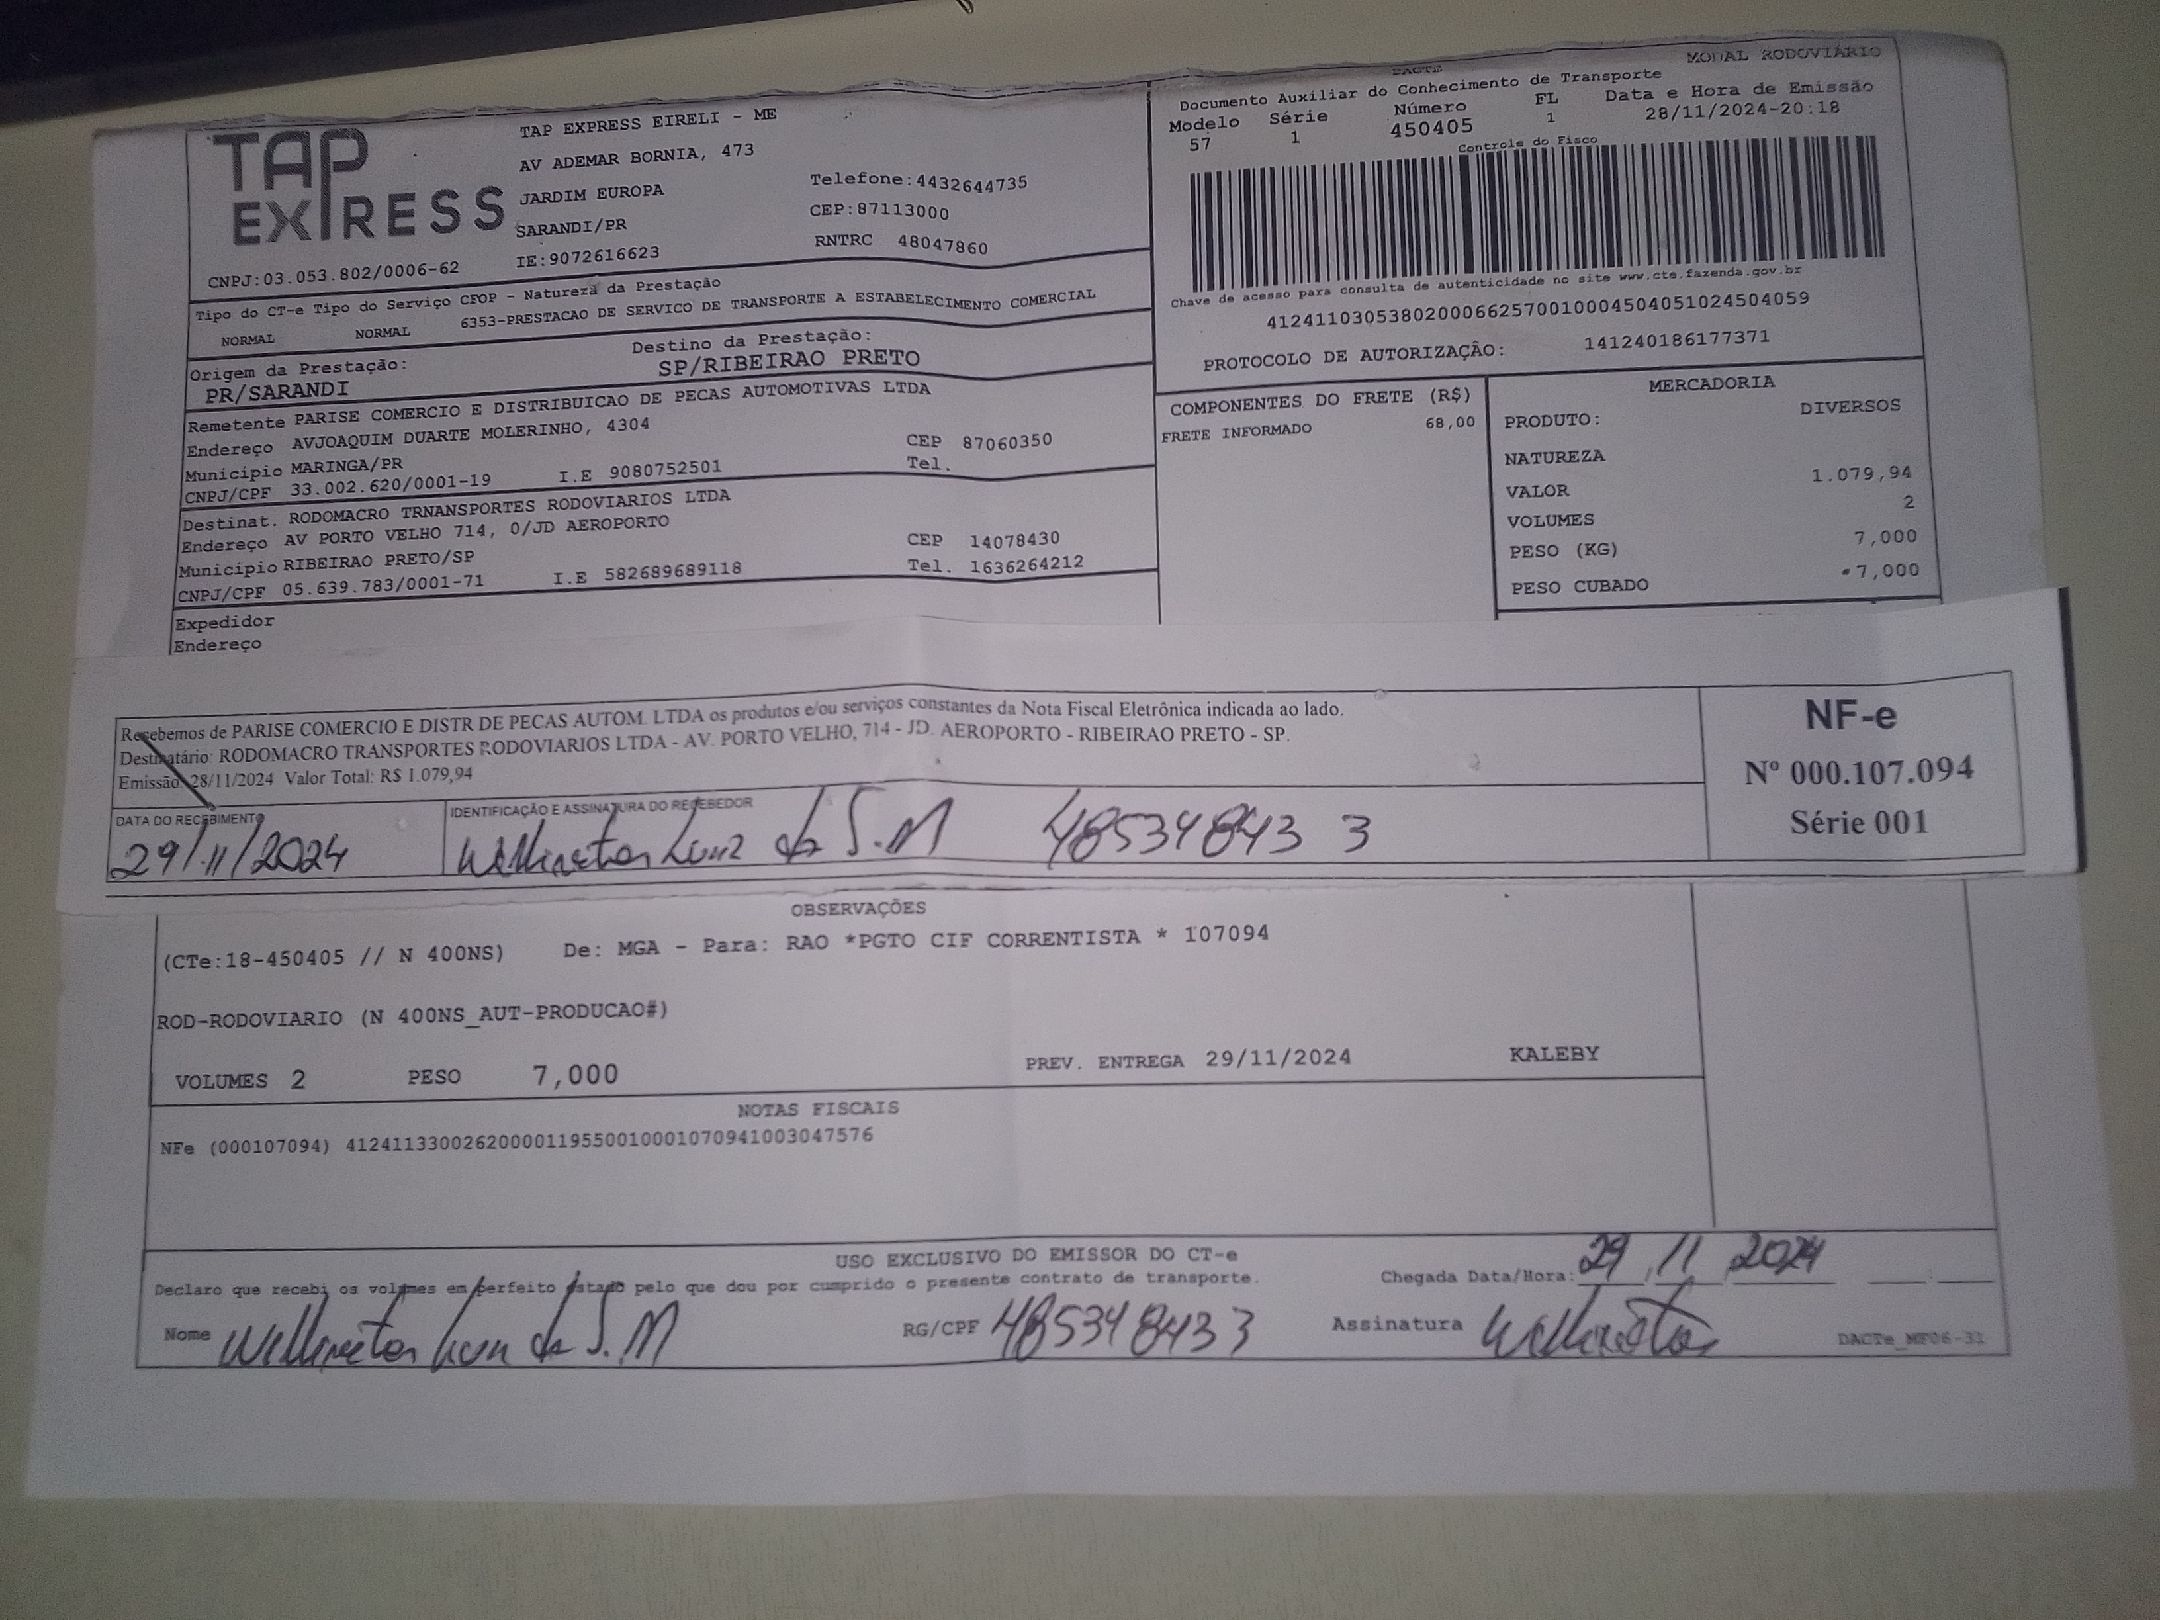 TAP
EXPRESS
CNPJ:03.053.802/0006-62
TAP EXPRESS EIRELI - ME
AV ADEMAR BORNIA, 473
JARDIM EUROPA
SARANDI/PR
IE:9072616623
Telefone:4432644735
CEP:87113000
RNTRC 48047860
DACTE
MODAL RODOVIÁRIO
Documento Auxiliar do Conhecimento de Transporte
Modelo Série Número FL Data e Hora de Emissão
57 1 450405 1 28/11/2024-20:18
Controle do Fisco
Chave de acesso para consulta de autenticidade no site www.cte.fazenda.gov.br
41241103053802000662570010004504051024504059
PROTOCOLO DE AUTORIZAÇÃO: 141240186177371
Tipo do CT-e Tipo do Serviço CFOP - Natureza da Prestação
NORMAL NORMAL 6353-PRESTACAO DE SERVICO DE TRANSPORTE A ESTABELECIMENTO COMERCIAL
Origem da Prestação: Destino da Prestação:
PR/SARANDI SP/RIBEIRAO PRETO
Remetente PARISE COMERCIO E DISTRIBUICAO DE PECAS AUTOMOTIVAS LTDA
Endereço AVJOAQUIM DUARTE MOLERINHO, 4304
Município MARINGA/PR CEP 87060350
CNPJ/CPF 33.002.620/0001-19 I.E 9080752501 Tel.
Destinat. RODOMACRO TRNANSPORTES RODOVIARIOS LTDA
Endereço AV PORTO VELHO 714, 0/JD AEROPORTO
Município RIBEIRAO PRETO/SP CEP 14078430
CNPJ/CPF 05.639.783/0001-71 I.E 582689689118 Tel. 1636264212
Expedidor
Endereço
COMPONENTES DO FRETE (R$)
FRETE INFORMADO 68,00
MERCADORIA
PRODUTO: DIVERSOS
NATUREZA
VALOR 1.079,94
VOLUMES 2
PESO (KG) 7,000
PESO CUBADO 7,000
Recebemos de PARISE COMERCIO E DISTR DE PECAS AUTOM. LTDA os produtos e/ou serviços constantes da Nota Fiscal Eletrônica indicada ao lado.
Destinatário: RODOMACRO TRANSPORTES RODOVIARIOS LTDA - AV. PORTO VELHO, 714 - JD. AEROPORTO - RIBEIRAO PRETO - SP.
Emissão: 28/11/2024 Valor Total: R$ 1.079,94
DATA DO RECEBIMENTO
29/11/2024
IDENTIFICAÇÃO E ASSINATURA DO RECEBEDOR
Wellington Luiz da S. M 485348433
NF-e
Nº 000.107.094
Série 001
OBSERVAÇÕES
(CTe:18-450405 // N 400NS) De: MGA - Para: RAO *PGTO CIF CORRENTISTA * 107094
ROD-RODOVIARIO (N 400NS_AUT-PRODUCAO#)
VOLUMES 2 PESO 7,000 PREV. ENTREGA 29/11/2024 KALEBY
NOTAS FISCAIS
NFe (000107094) 41241133002620000119550010001070941003047576
USO EXCLUSIVO DO EMISSOR DO CT-e
Declaro que recebi os volumes em perfeito estado pelo que dou por cumprido o presente contrato de transporte.
Chegada Data/Hora: 29 11 2024
Nome Wellington Luiz da S. M RG/CPF 485348433 Assinatura Wellington
DACTe_MF06-31